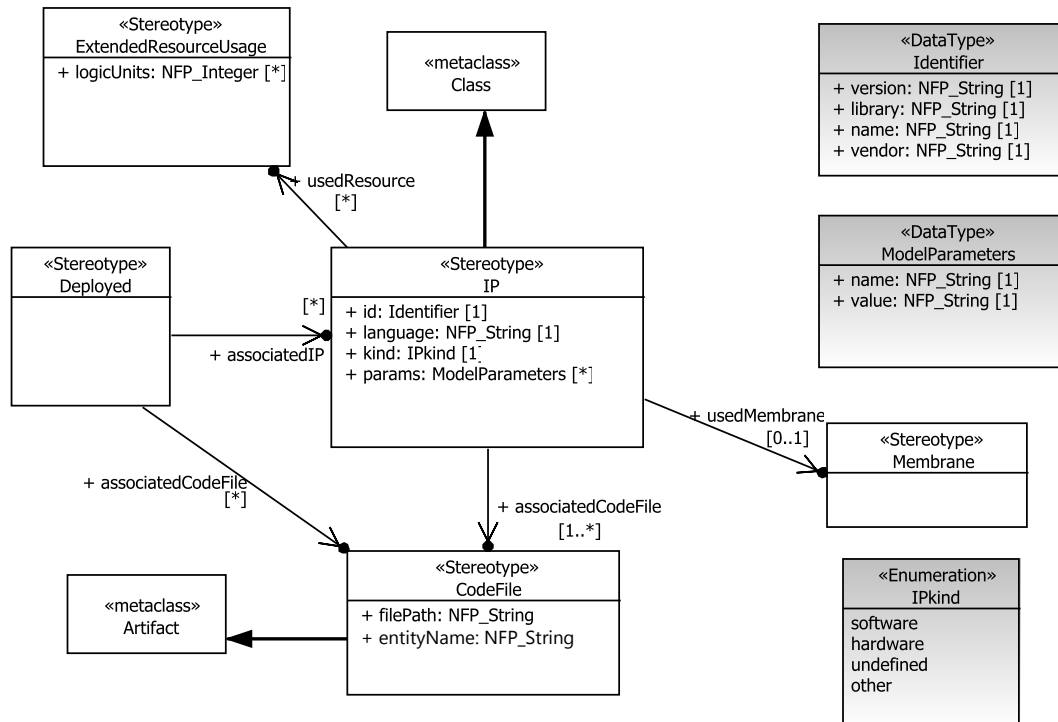 «Stereotype»
ExtendedResourceUsage
+ logicUnits: NFP_Integer [*]
«metaclass»
Class
«DataType»
Identifier
+ version: NFP_String [1]
+ library: NFP_String [1]
+ name: NFP_String [1]
+ vendor: NFP_String [1]
+ usedResource
[*]
«DataType»
ModelParameters
+ name: NFP_String [1]
+ value: NFP_String [1]
«Stereotype»
Deployed
[*]
+ associatedIP
«Stereotype»
IP
+ id: Identifier [1]
+ language: NFP_String [1]
+ kind: IPkind [1]
+ params: ModelParameters [*]
+ usedMembrane
[0..1]
«Stereotype»
Membrane
+ associatedCodeFile
[*]
+ associatedCodeFile
[1..*]
«metaclass»
Artifact
«Stereotype»
CodeFile
+ filePath: NFP_String
+ entityName: NFP_String
«Enumeration»
IPkind
software
hardware
undefined
other